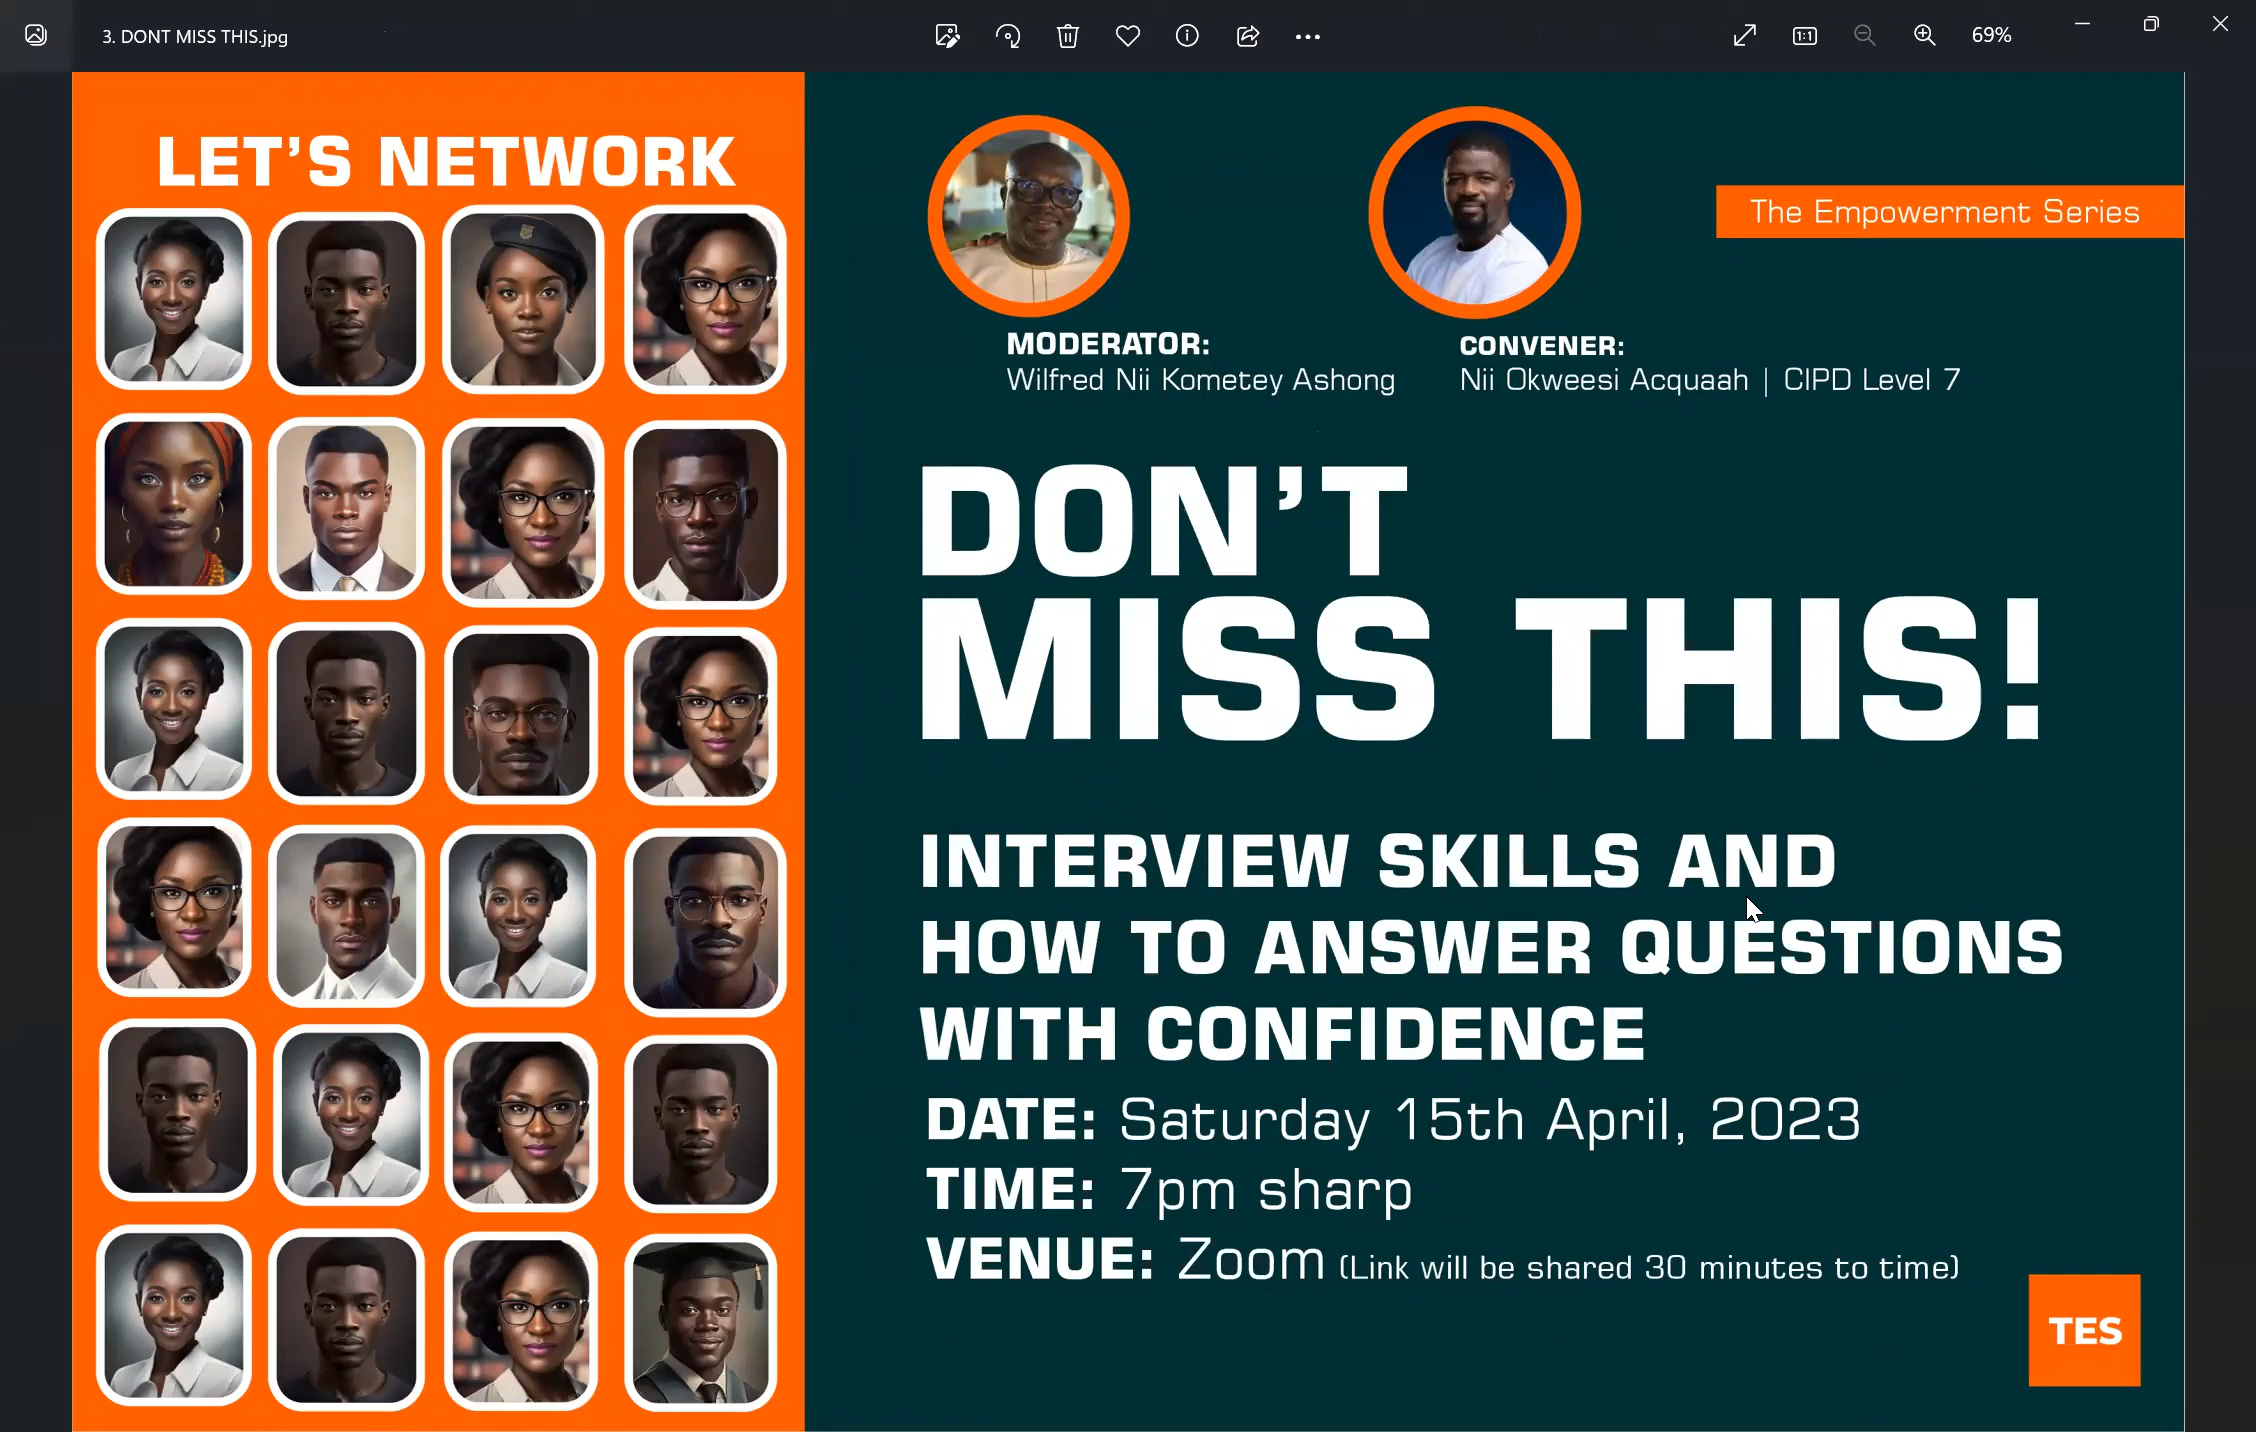 3. DONT MISS THIS.jpg
69%
LET'S NETWORK
The Empowerment Series
MODERATOR:
Wilfred Nii Kometey Ashong
CONVENER:
Nii Okweesi Acquaah | CIPD Level 7
DON'T
MISS THIS!
INTERVIEW SKILLS AND
HOW TO ANSWER QUESTIONS
WITH CONFIDENCE
DATE: Saturday 15th April, 2023
TIME: 7pm sharp
VENUE: Zoom (Link will be shared 30 minutes to time)
TES